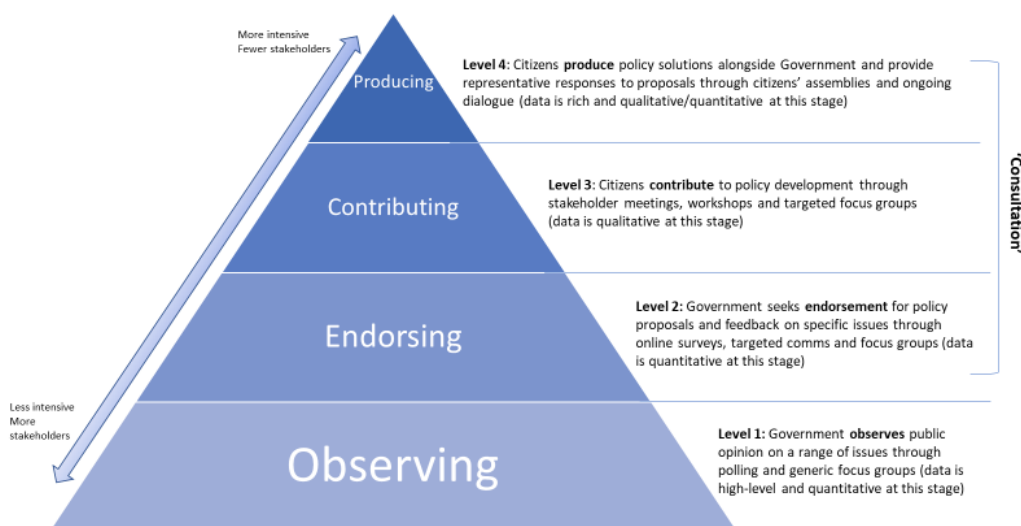 More intensive
Fewer stakeholders
Producing
Level 4: Citizens produce policy solutions alongside Government and provide
representative responses to proposals through citizens' assemblies and ongoing
dialogue (data is rich and qualitative/quantitative at this stage)
'Consultation'
Contributing
Level 3: Citizens contribute to policy development through
stakeholder meetings, workshops and targeted focus groups
(data is qualitative at this stage)
Endorsing
Level 2: Government seeks endorsement for policy
proposals and feedback on specific issues through
online surveys, targeted comms and focus groups (data
is quantitative at this stage)
Less intensive
More
stakeholders
Observing
Level 1: Government observes public
opinion on a range of issues through
polling and generic focus groups (data is
high-level and quantitative at this stage)